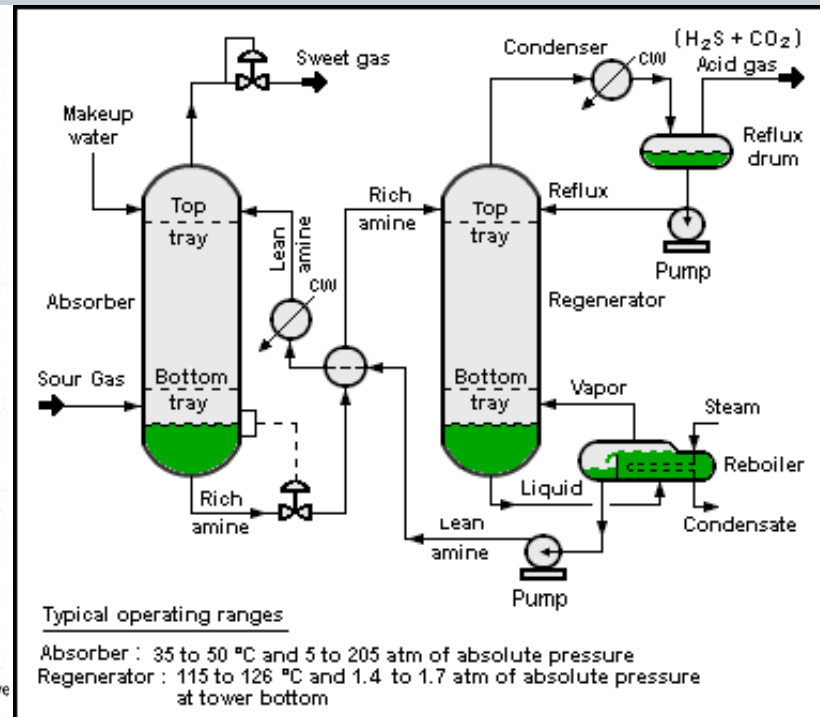 Sweet gas
Condenser
CW
(H₂S + CO₂)
Acid gas
Makeup
water
Reflux
drum
Top
tray
Lean
amine
Rich
amine
Top
tray
Reflux
Pump
CW
Absorber
Regenerator
Sour Gas
Bottom
tray
Bottom
tray
Vapor
Steam
Reboiler
Rich
amine
Liquid
Condensate
Lean
amine
Pump
Typical operating ranges
Absorber : 35 to 50 °C and 5 to 205 atm of absolute pressure
Regenerator : 115 to 126 °C and 1.4 to 1.7 atm of absolute pressure
at tower bottom